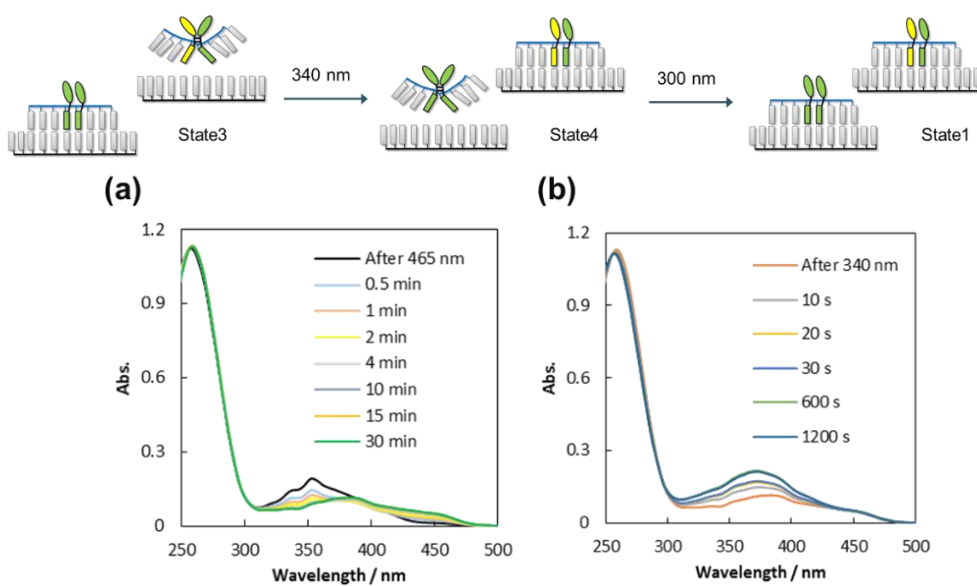 340 nm
300 nm
State3
State4
State1
(a)
(b)
1.2
0.9
0.6
0.3
0
Abs.
After 465 nm
0.5 min
1 min
2 min
4 min
10 min
15 min
30 min
250 300 350 400 450 500
Wavelength / nm
1.2
0.9
0.6
0.3
0
Abs.
After 340 nm
10 s
20 s
30 s
600 s
1200 s
250 300 350 400 450 500
Wavelength / nm